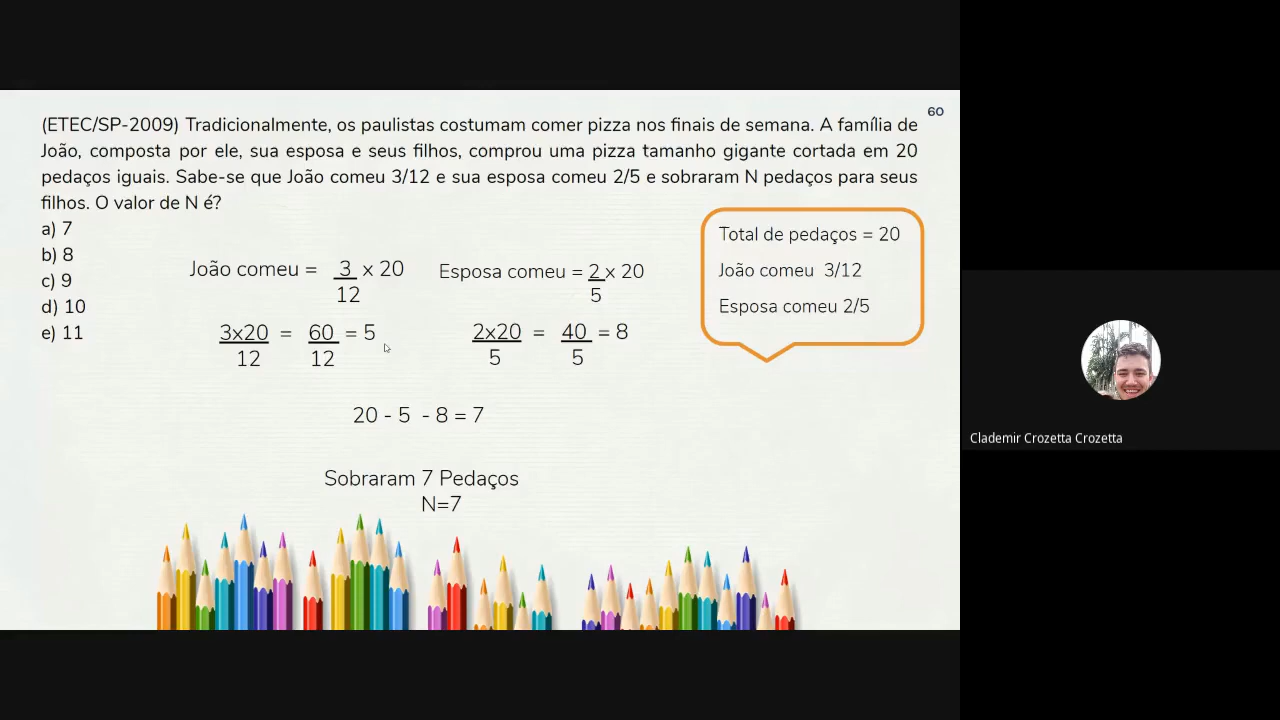 60
(ETEC/SP-2009) Tradicionalmente, os paulistas costumam comer pizza nos finais de semana. A família de
João, composta por ele, sua esposa e seus filhos, comprou uma pizza tamanho gigante cortada em 20
pedaços iguais. Sabe-se que João comeu 3/12 e sua esposa comeu 2/5 e sobraram N pedaços para seus
filhos. O valor de N é?
a) 7
b) 8
c) 9
d) 10
e) 11
João comeu = 3 x 20
12
3x20 = 60 = 5
12 12
Esposa comeu = 2 x 20
5
2x20 = 40 = 8
5 5
Total de pedaços = 20
João comeu 3/12
Esposa comeu 2/5
20 - 5 - 8 = 7
Sobraram 7 Pedaços
N=7
Clademir Crozetta Crozetta